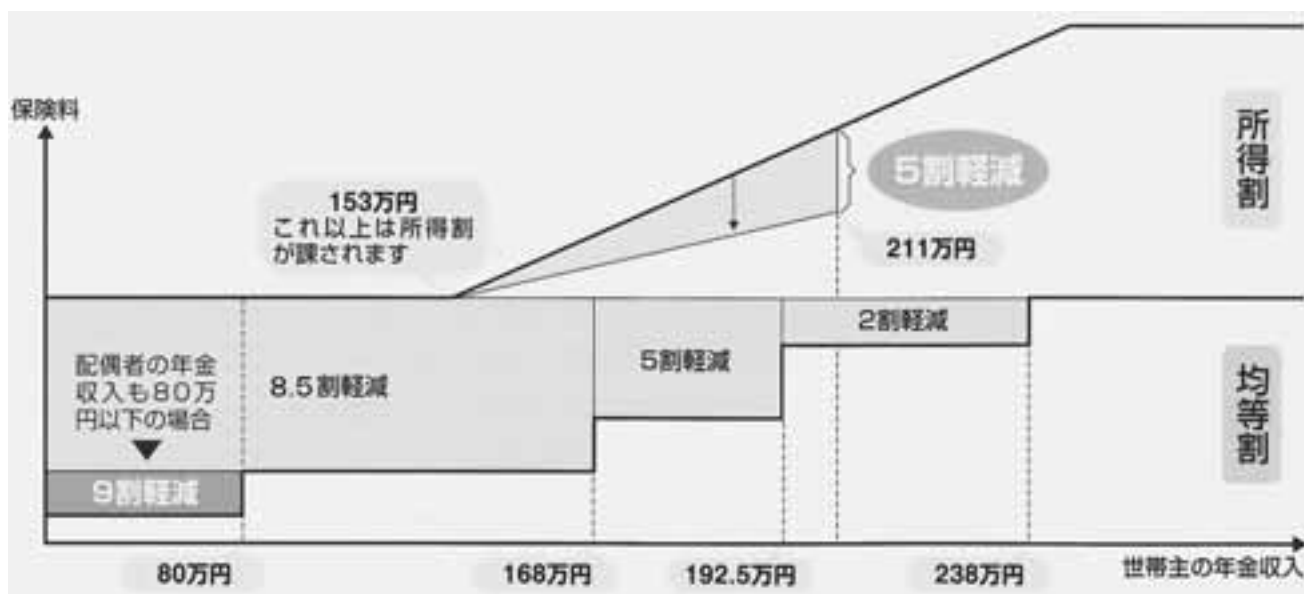 保険料
153万円
これ以上は所得割
が課されます
5割軽減
211万円
所得割
配偶者の年金
収入も80万
円以下の場合
9割軽減
8.5割軽減
5割軽減
2割軽減
均等割
80万円
168万円
192.5万円
238万円
世帯主の年金収入